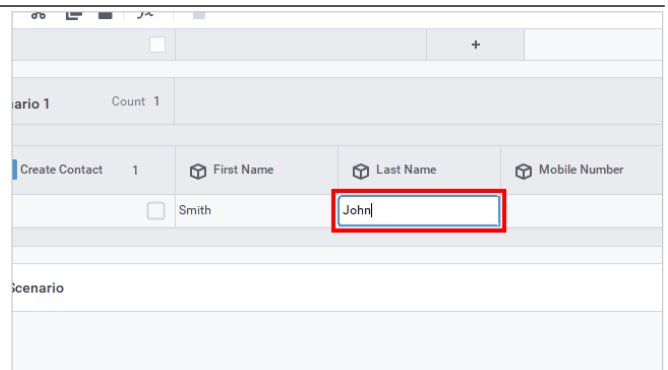 +
ario 1 Count 1
Create Contact 1 First Name Last Name Mobile Number
Smith John
Scenario